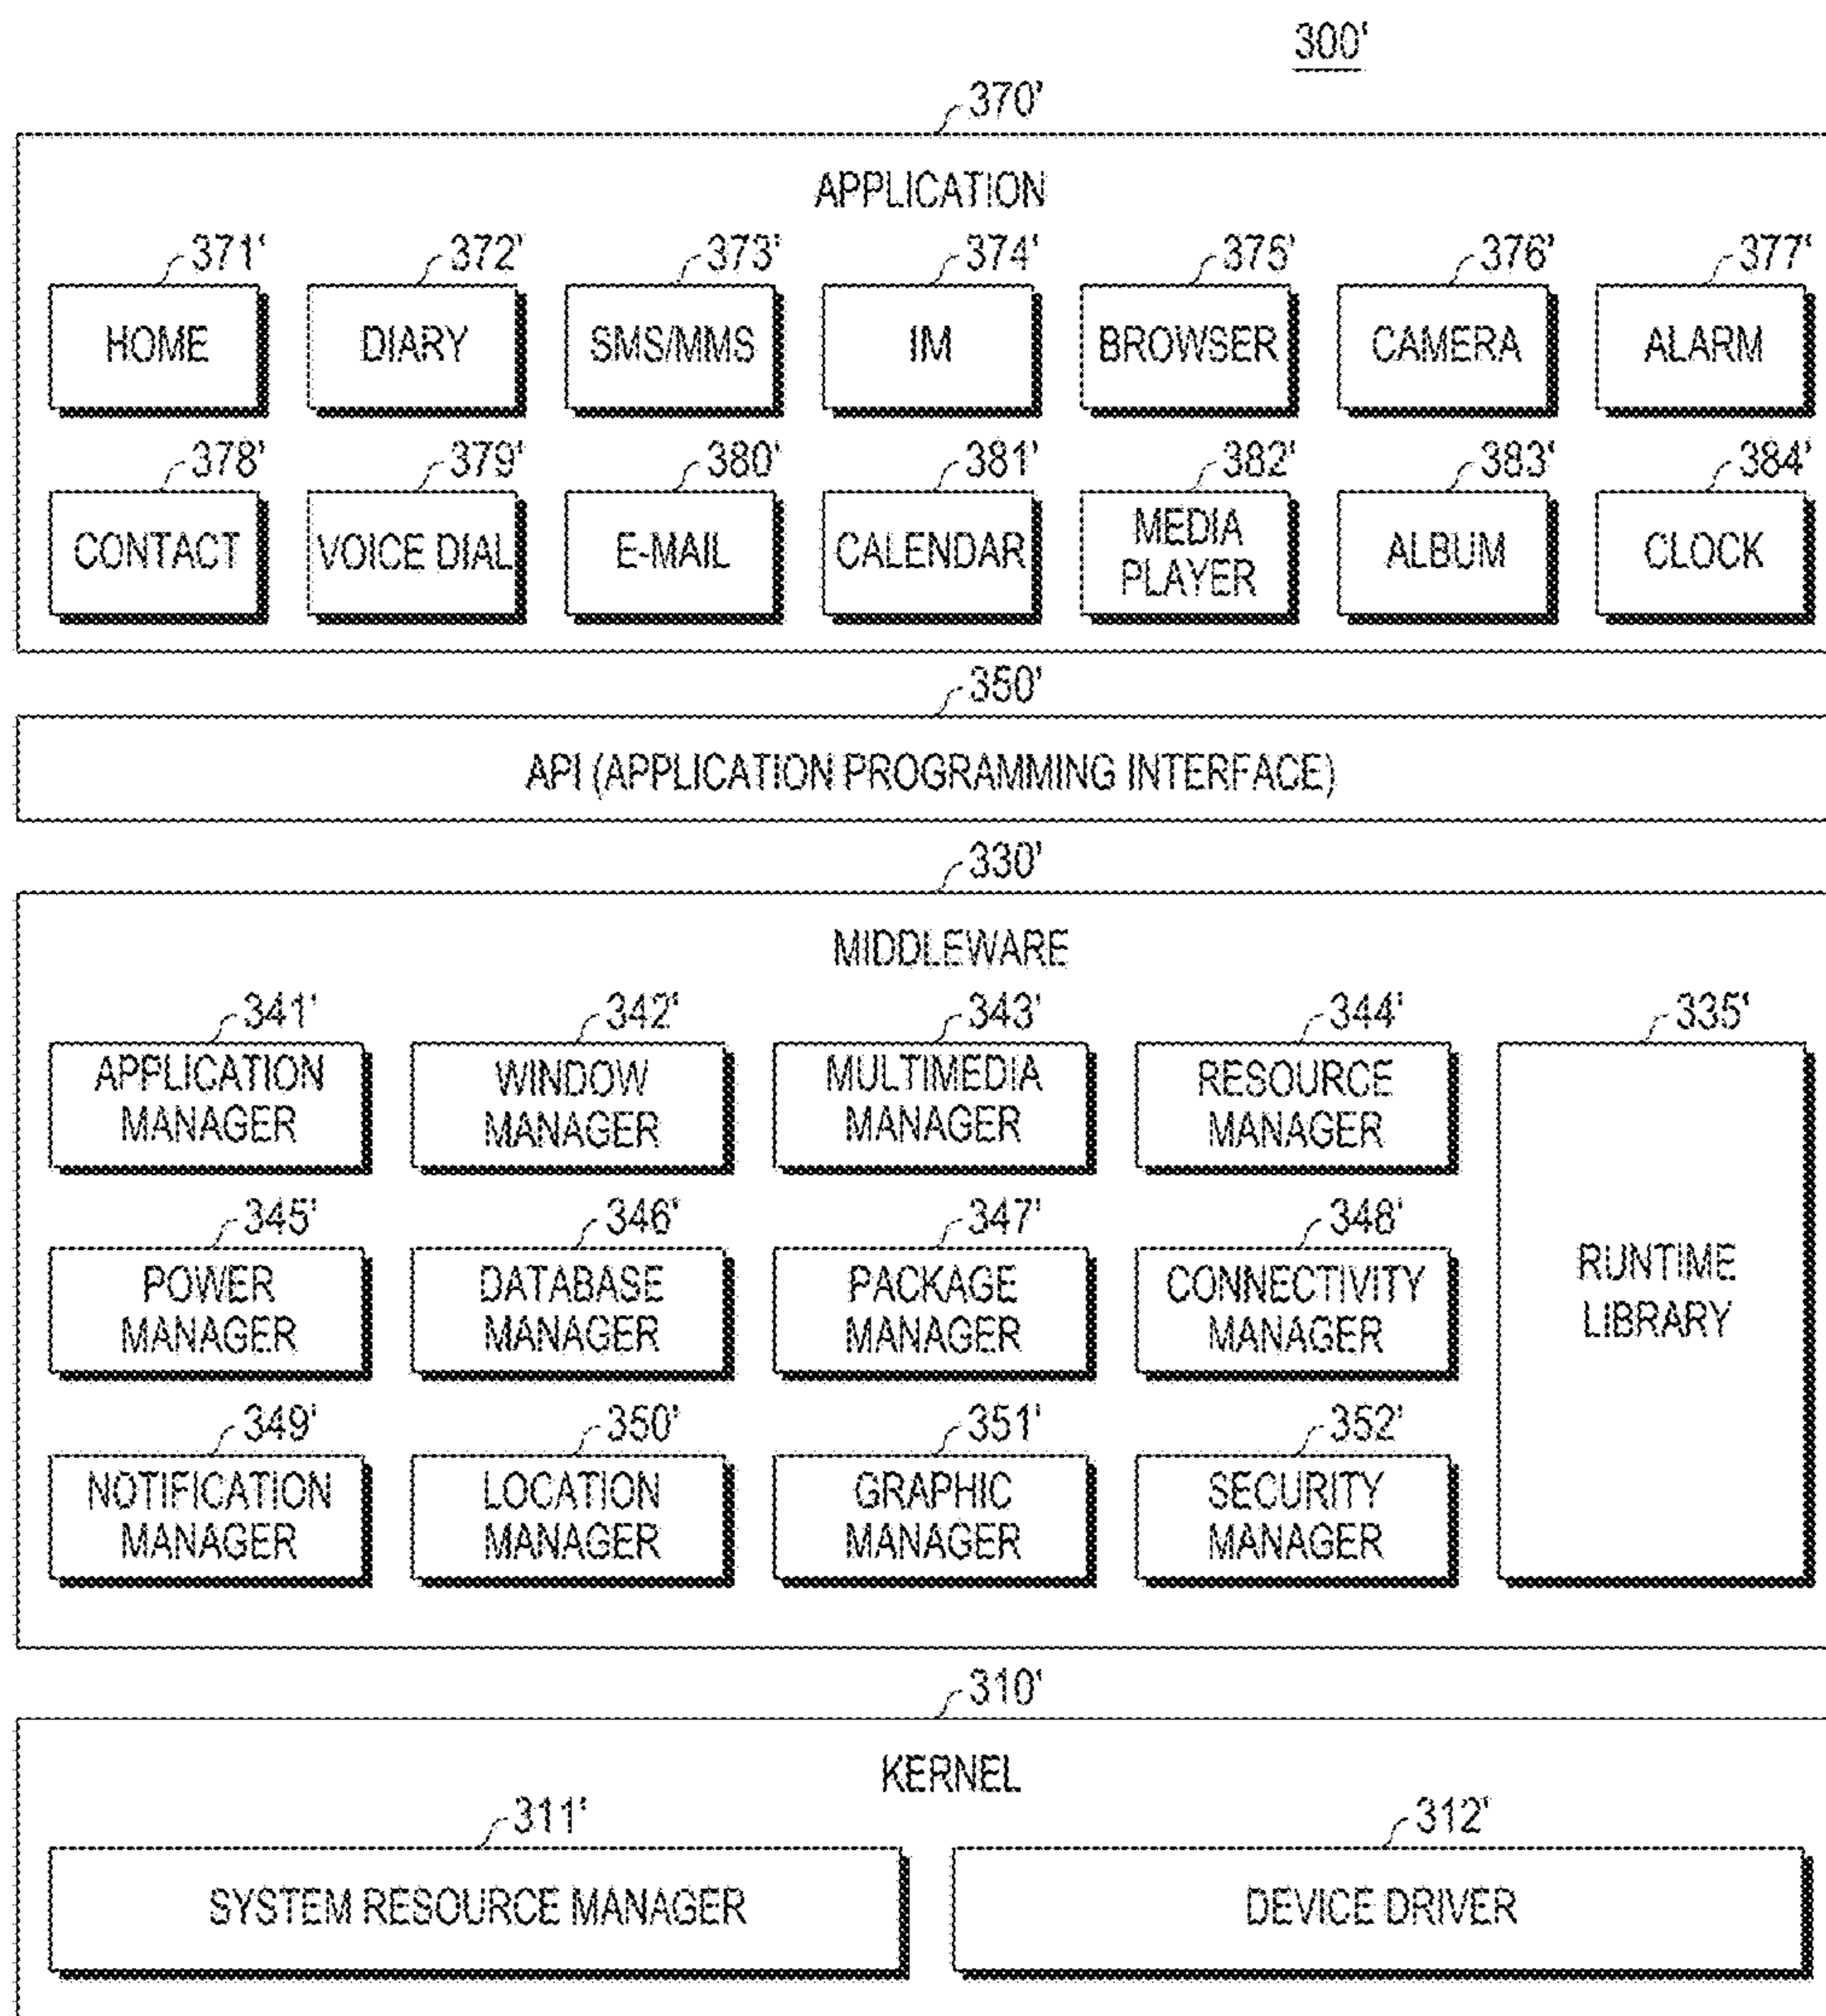 300'
370'
APPLICATION
371' 372' 373' 374' 375' 376' 377'
HOME DIARY SMS/MMS IM BROWSER CAMERA ALARM
378' 379' 380' 381' 382' 383' 384'
CONTACT VOICE DIAL E-MAIL CALENDAR MEDIA PLAYER ALBUM CLOCK
350'
API (APPLICATION PROGRAMMING INTERFACE)
330'
MIDDLEWARE
341' 342' 343' 344' 335'
APPLICATION MANAGER WINDOW MANAGER MULTIMEDIA MANAGER RESOURCE MANAGER
345' 346' 347' 348'
POWER MANAGER DATABASE MANAGER PACKAGE MANAGER CONNECTIVITY MANAGER RUNTIME LIBRARY
349' 350' 351' 352'
NOTIFICATION MANAGER LOCATION MANAGER GRAPHIC MANAGER SECURITY MANAGER
310'
KERNEL
311' 312'
SYSTEM RESOURCE MANAGER DEVICE DRIVER